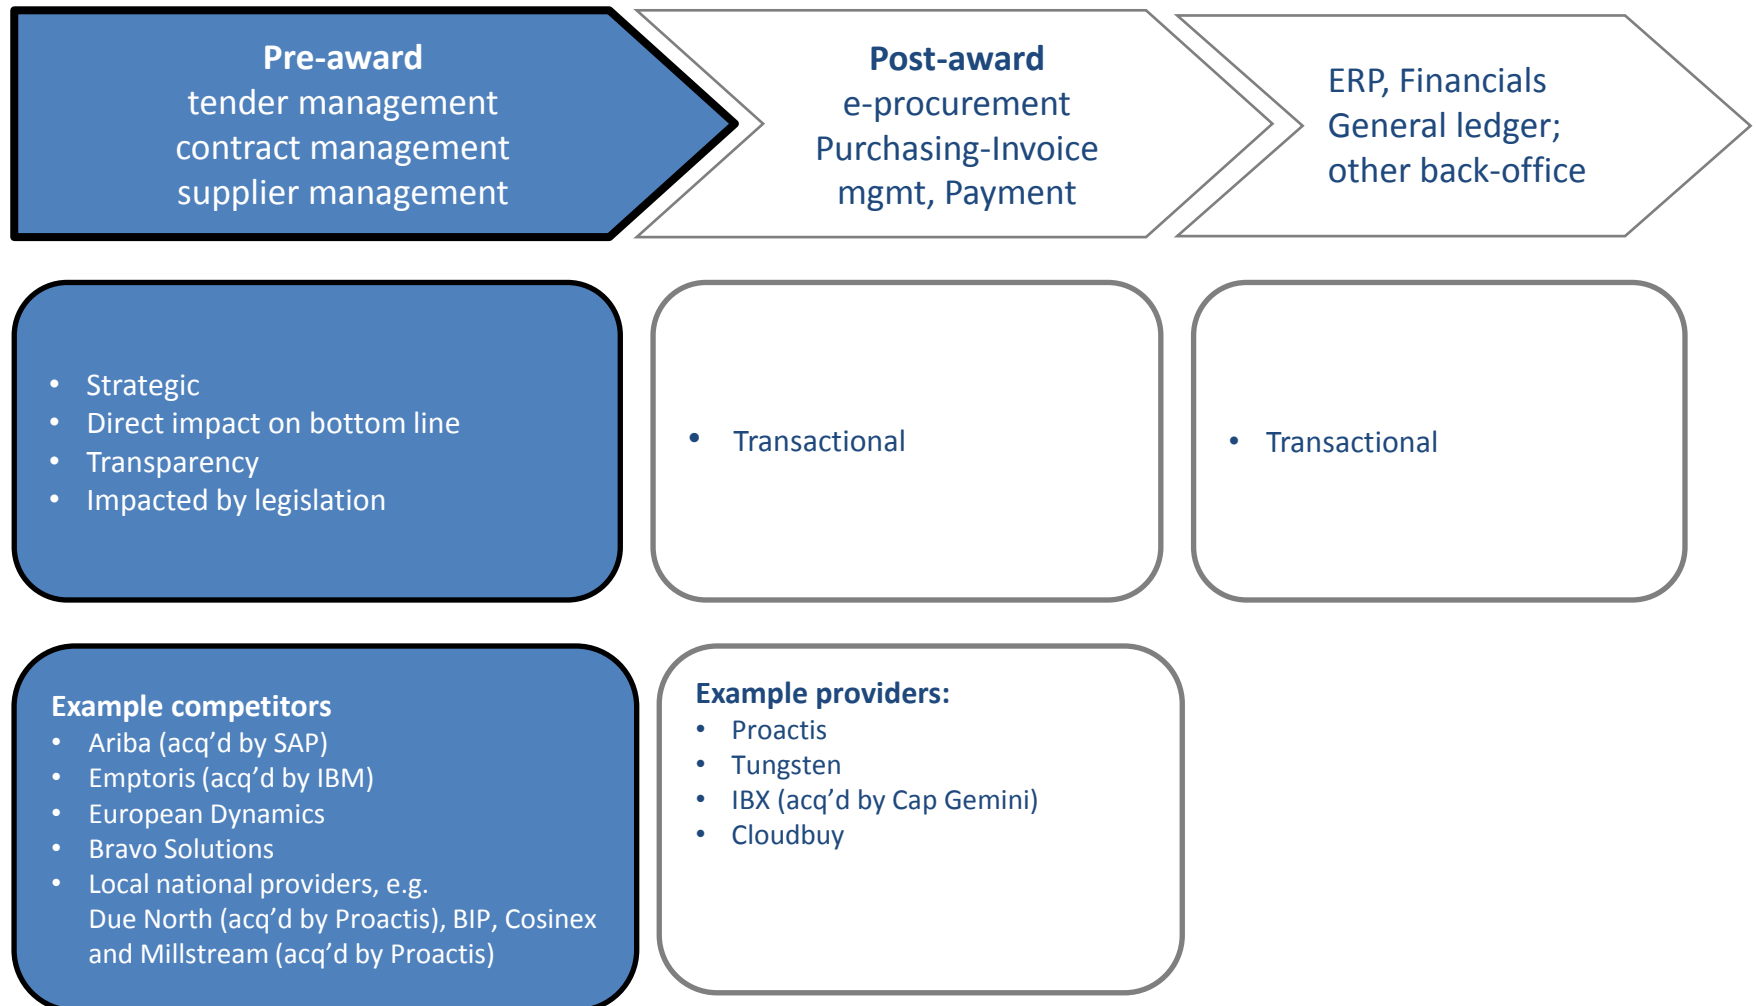 Pre-award
tender management
contract management
supplier management
Post-award
e-procurement
Purchasing-Invoice
mgmt, Payment
ERP, Financials
General ledger;
other back-office
• Strategic
• Direct impact on bottom line
• Transparency
• Impacted by legislation
• Transactional
• Transactional
Example competitors
• Ariba (acq’d by SAP)
• Emptoris (acq’d by IBM)
• European Dynamics
• Bravo Solutions
• Local national providers, e.g.
Due North (acq’d by Proactis), BIP, Cosinex
and Millstream (acq’d by Proactis)
Example providers:
• Proactis
• Tungsten
• IBX (acq’d by Cap Gemini)
• Cloudbuy